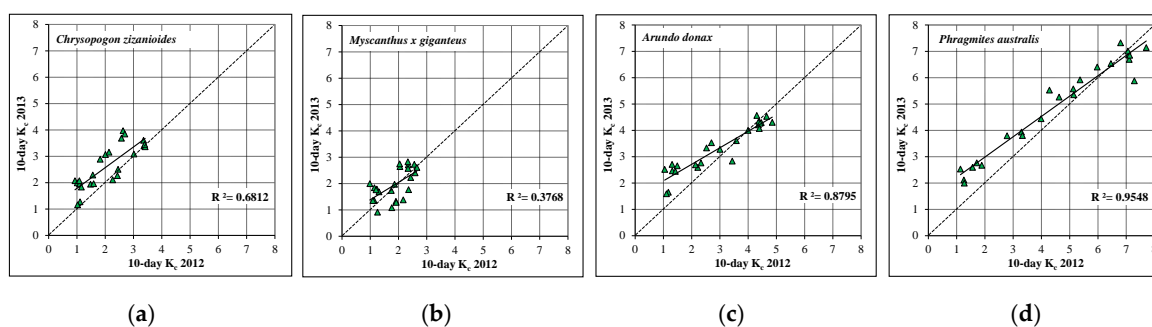 Chrysopogon zizanioides
8
7
6
5
4
3
2
1
0
10-day Kc 2013
R ²= 0.6812
0 1 2 3 4 5 6 7 8
10-day Kc 2012
(a)
Myscanthus x giganteus
8
7
6
5
4
3
2
1
0
10-day Kc 2013
R ²= 0.3768
0 1 2 3 4 5 6 7 8
10-day Kc 2012
(b)
Arundo donax
8
7
6
5
4
3
2
1
0
10-day Kc 2013
R ²= 0.8795
0 1 2 3 4 5 6 7 8
10-day Kc 2012
(c)
Phragmites australis
8
7
6
5
4
3
2
1
0
10-day Kc 2013
R ²= 0.9548
0 1 2 3 4 5 6 7 8
10-day Kc 2012
(d)